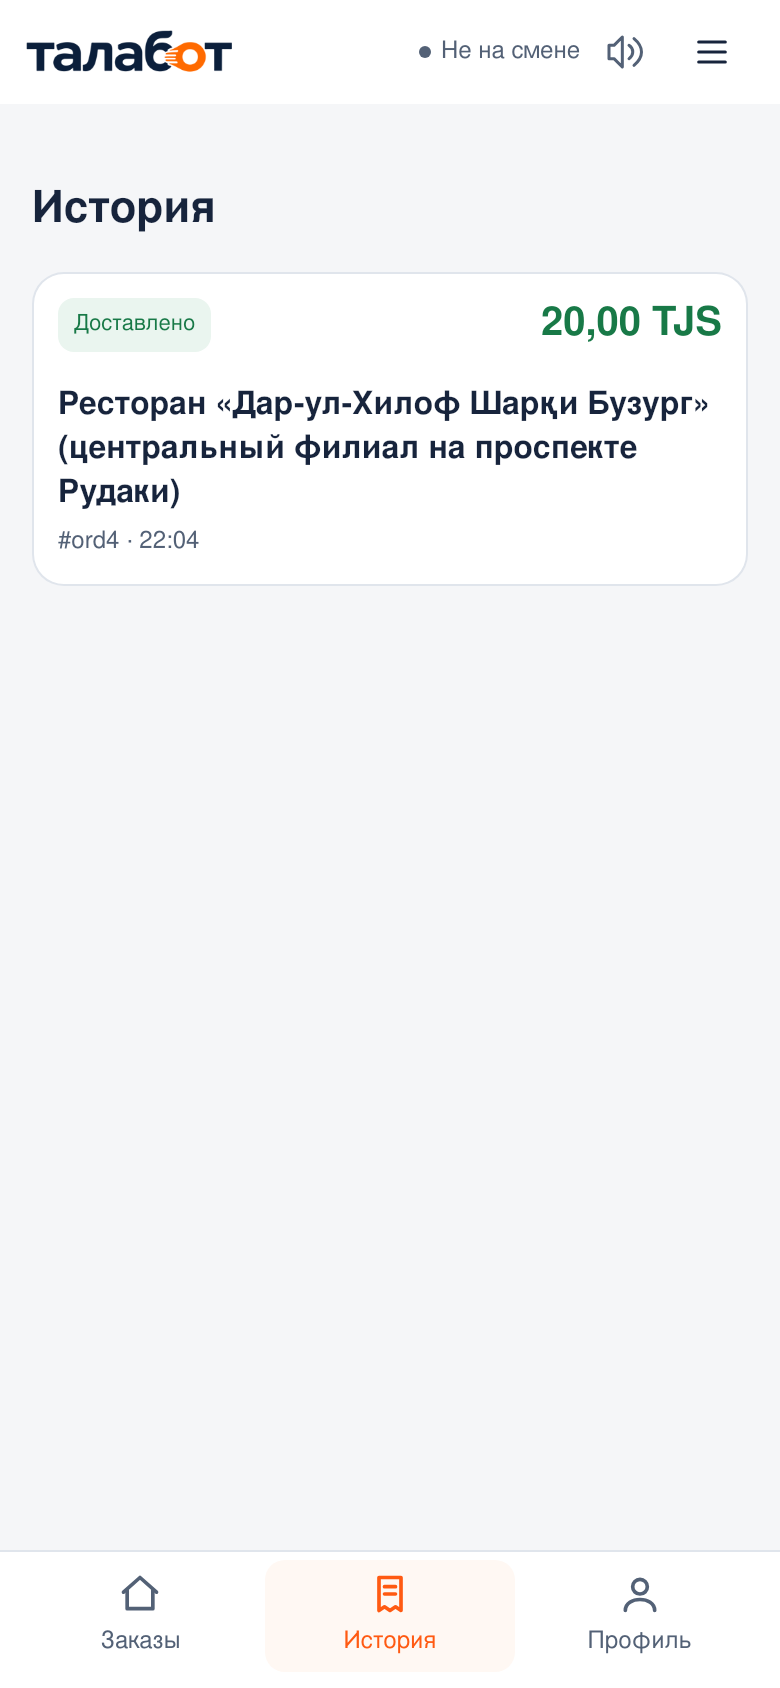 талабот
Не на смене
История
Доставлено
20,00 TJS
Ресторан «Дар-ул-Хилоф Шарқи Бузург»
(центральный филиал на проспекте
Рудаки)
#ord4 · 22:04
Заказы
История
Профиль